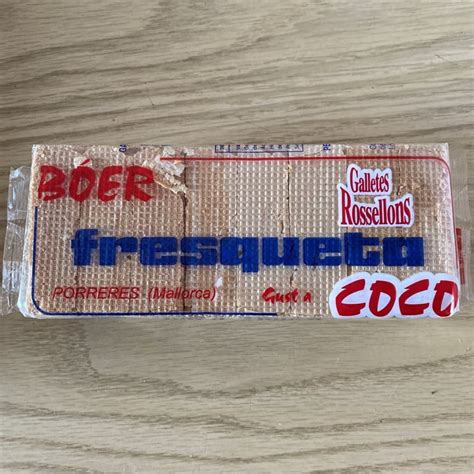 BÓER
Galletes
Rossellons
fresqueta
PORRERES (Mallorca)
Gust a
COCO